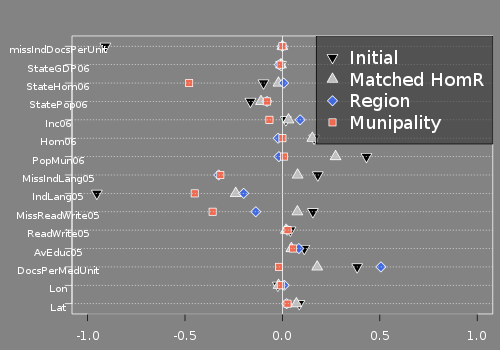 missIndDocsPerUnit
StateGDP06
StateHom06
StatePop06
Inc06
Hom06
PopMun06
MissIndLang05
IndLang05
MissReadWrite05
ReadWrite05
AvEduc05
DocsPerMedUnit
Lon
Lat
Initial
Matched HomR
Region
Munipality
-1.0 -0.5 0.0 0.5 1.0